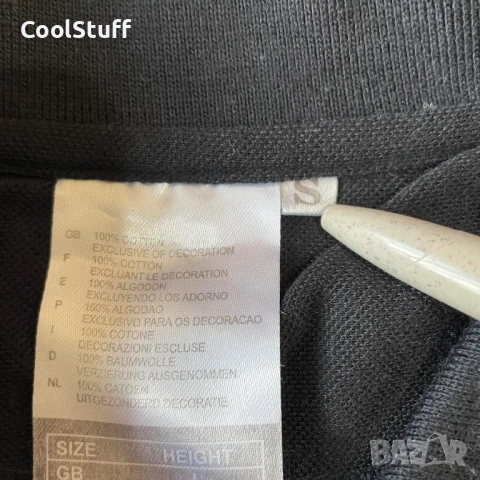 CoolStuff
S
GB 100% COTTON
EXCLUSIVE OF DECORATION
F 100% COTTON
EXCLUANT LE DECORATION
E 100% ALGODON
EXCLUYENDO LOS ADORNO
P 100% ALGODAO
EXCLUSIVO PARA OS DECORACAO
I 100% COTONE
DECORAZIONI ESCLUSE
D 100% BAUMWOLLE
VERZIERUNG AUSGENOMMEN
NL 100% CATOEN
UITGEZONDERD DECORATIE
SIZE HEIGHT
GB
BAZAR